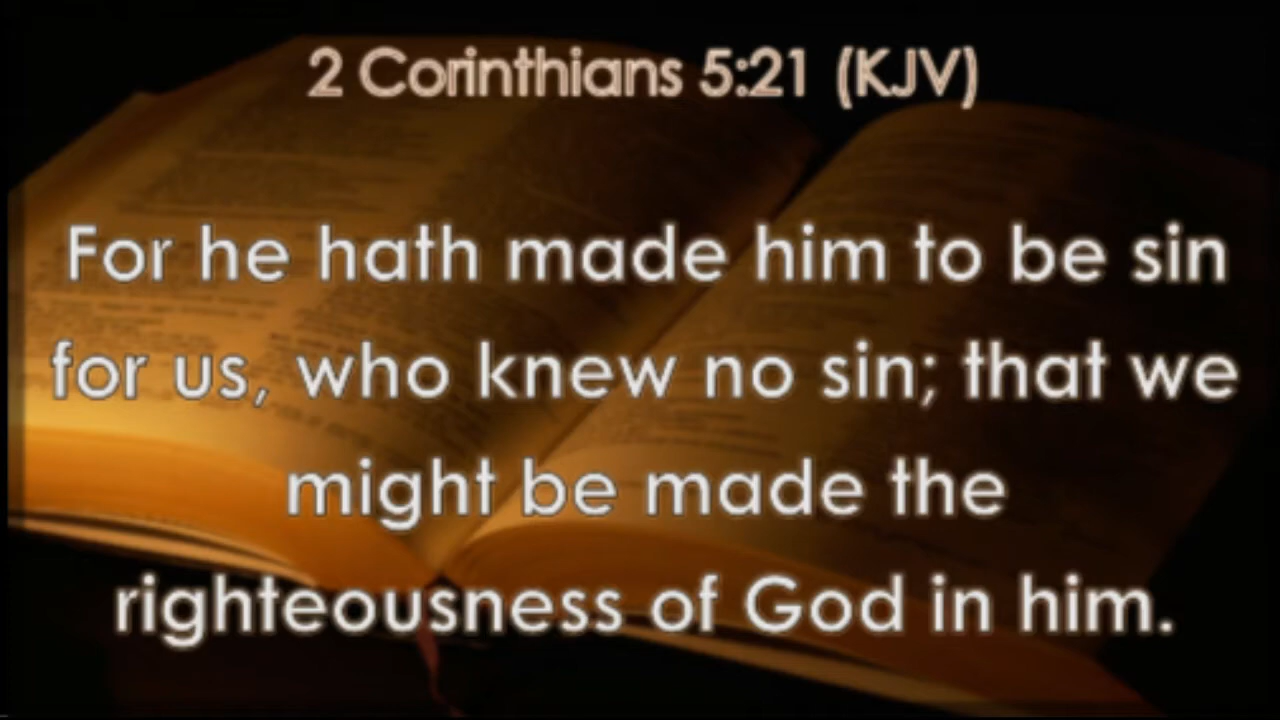 2 Corinthians 5:21 (KJV)
For he hath made him to be sin
for us, who knew no sin; that we
might be made the
righteousness of God in him.